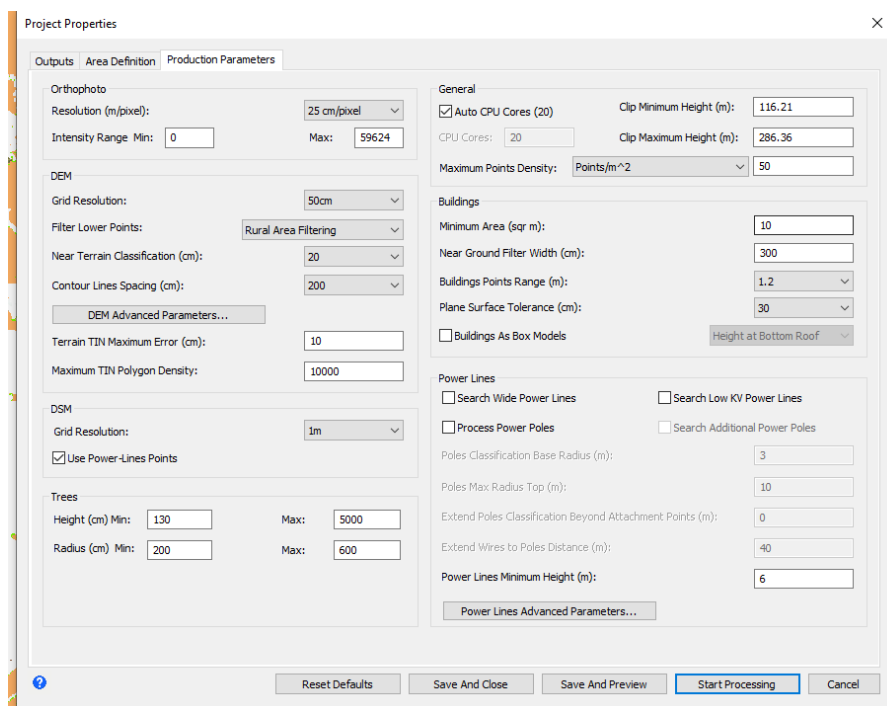 Project Properties
Outputs Area Definition Production Parameters
Orthophoto
Resolution (m/pixel): 25 cm/pixel
Intensity Range Min: 0 Max: 59624
DEM
Grid Resolution: 50cm
Filter Lower Points: Rural Area Filtering
Near Terrain Classification (cm): 20
Contour Lines Spacing (cm): 200
DEM Advanced Parameters...
Terrain TIN Maximum Error (cm): 10
Maximum TIN Polygon Density: 10000
DSM
Grid Resolution: 1m
Use Power-Lines Points
Trees
Height (cm) Min: 130 Max: 5000
Radius (cm) Min: 200 Max: 600
General
Auto CPU Cores (20) Clip Minimum Height (m): 116.21
CPU Cores: 20 Clip Maximum Height (m): 286.36
Maximum Points Density: Points/m^2 50
Buildings
Minimum Area (sqr m): 10
Near Ground Filter Width (cm): 300
Buildings Points Range (m): 1.2
Plane Surface Tolerance (cm): 30
Buildings As Box Models Height at Bottom Roof
Power Lines
Search Wide Power Lines Search Low KV Power Lines
Process Power Poles Search Additional Power Poles
Poles Classification Base Radius (m): 3
Poles Max Radius Top (m): 10
Extend Poles Classification Beyond Attachment Points (m): 0
Extend Wires to Poles Distance (m): 40
Power Lines Minimum Height (m): 6
Power Lines Advanced Parameters...
? Reset Defaults Save And Close Save And Preview Start Processing Cancel